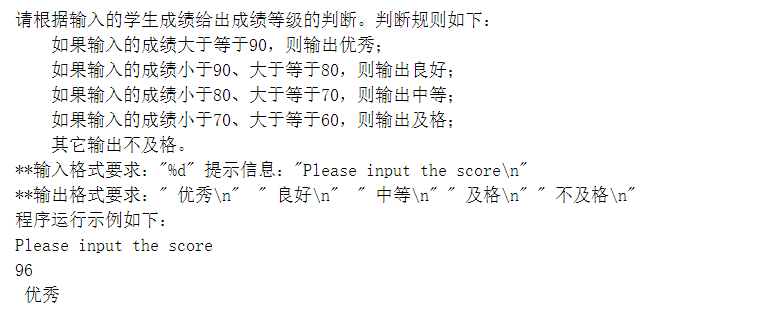 请根据输入的学生成绩给出成绩等级的判断。判断规则如下：
如果输入的成绩大于等于90，则输出优秀；
如果输入的成绩小于90、大于等于80，则输出良好；
如果输入的成绩小于80、大于等于70，则输出中等；
如果输入的成绩小于70、大于等于60，则输出及格；
其它输出不及格。
**输入格式要求："%d" 提示信息："Please input the score\n"
**输出格式要求：" 优秀\n"  " 良好\n"  " 中等\n" " 及格\n" " 不及格\n"
程序运行示例如下：
Please input the score
96
 优秀